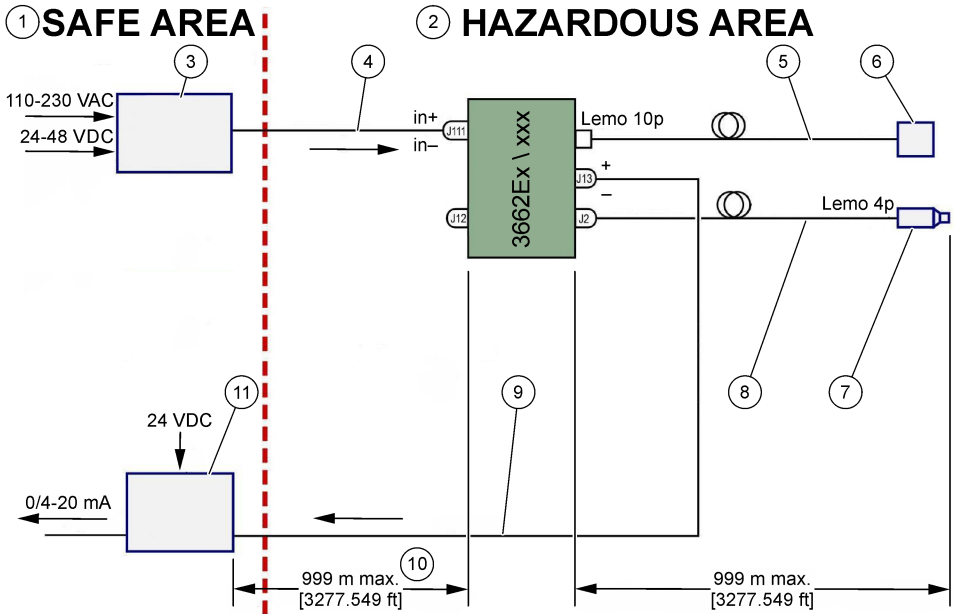 1 SAFE AREA
2 HAZARDOUS AREA
3
4
5
6
110-230 VAC
24-48 VDC
in+
J111
in–
3662Ex \ xxx
Lemo 10p
+
J13
–
J12
J2
Lemo 4p
11
9
8
7
24 VDC
0/4-20 mA
10
999 m max.
[3277.549 ft]
999 m max.
[3277.549 ft]